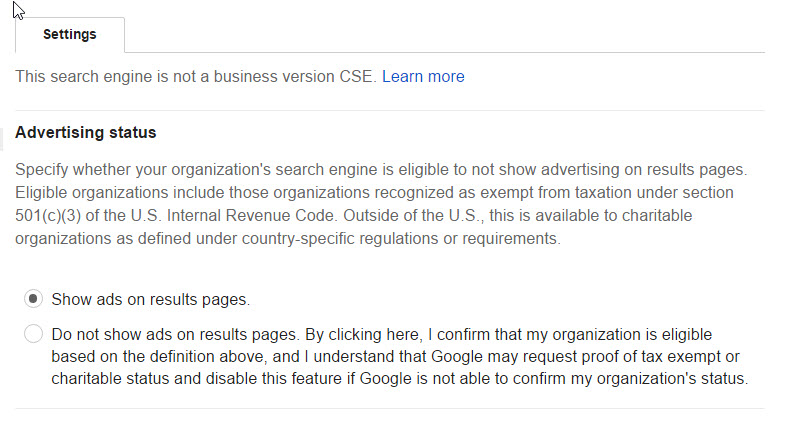 Settings
This search engine is not a business version CSE. Learn more
Advertising status
Specify whether your organization's search engine is eligible to not show advertising on results pages.
Eligible organizations include those organizations recognized as exempt from taxation under section
501(c)(3) of the U.S. Internal Revenue Code. Outside of the U.S., this is available to charitable
organizations as defined under country-specific regulations or requirements.
Show ads on results pages.
Do not show ads on results pages. By clicking here, I confirm that my organization is eligible
based on the definition above, and I understand that Google may request proof of tax exempt or
charitable status and disable this feature if Google is not able to confirm my organization's status.